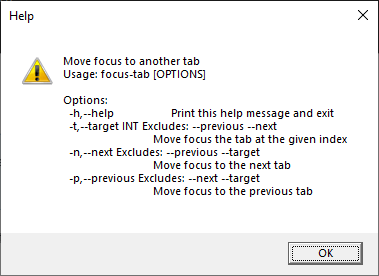 Help
Move focus to another tab
Usage: focus-tab [OPTIONS]
Options:
-h,--help Print this help message and exit
-t,--target INT Excludes: --previous --next
Move focus the tab at the given index
-n,--next Excludes: --previous --target
Move focus to the next tab
-p,--previous Excludes: --next --target
Move focus to the previous tab
OK